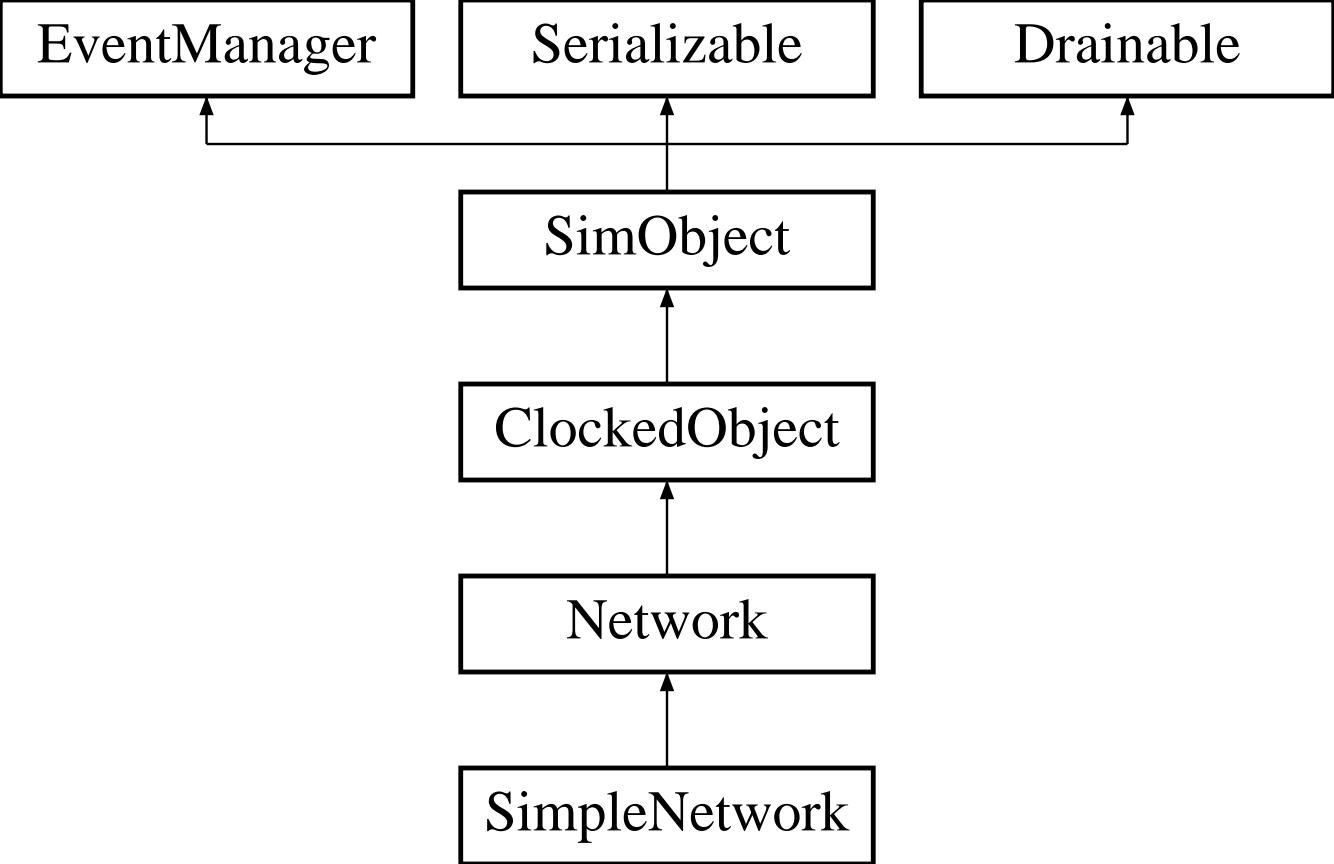 EventManager
Serializable
Drainable
SimObject
ClockedObject
Network
SimpleNetwork